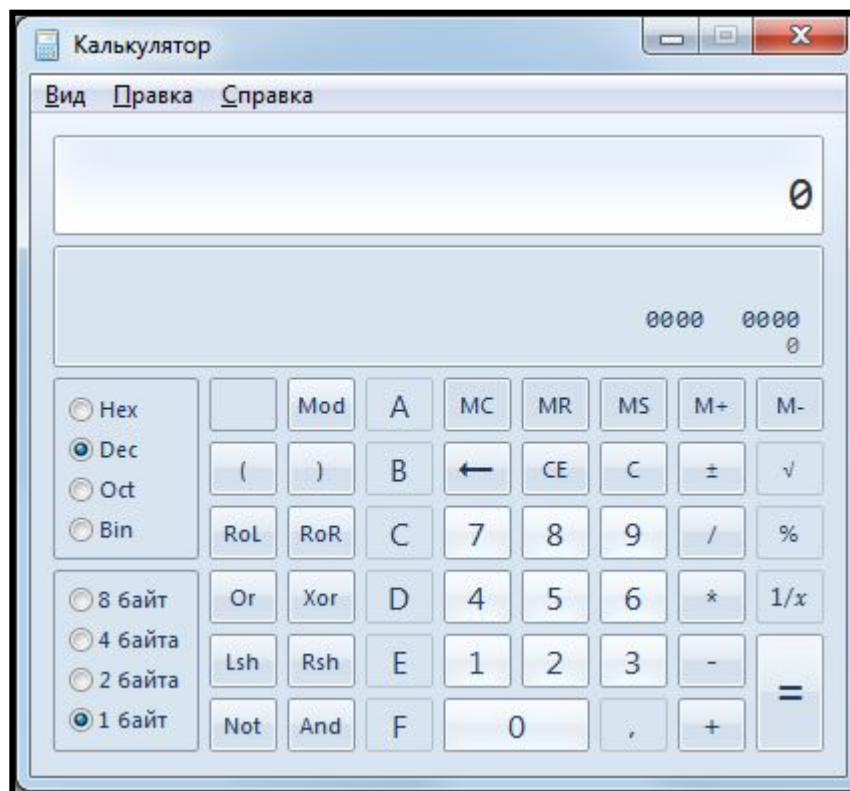 Калькулятор
Вид Правка Справка
0
0000 0000
0
Hex
Dec
Oct
Bin
8 байт
4 байта
2 байта
1 байт
Mod A MC MR MS M+ M-
( ) B ← CE C ± √
RoL RoR C 7 8 9 / %
Or Xor D 4 5 6 * 1/x
Lsh Rsh E 1 2 3 - =
Not And F 0 , +